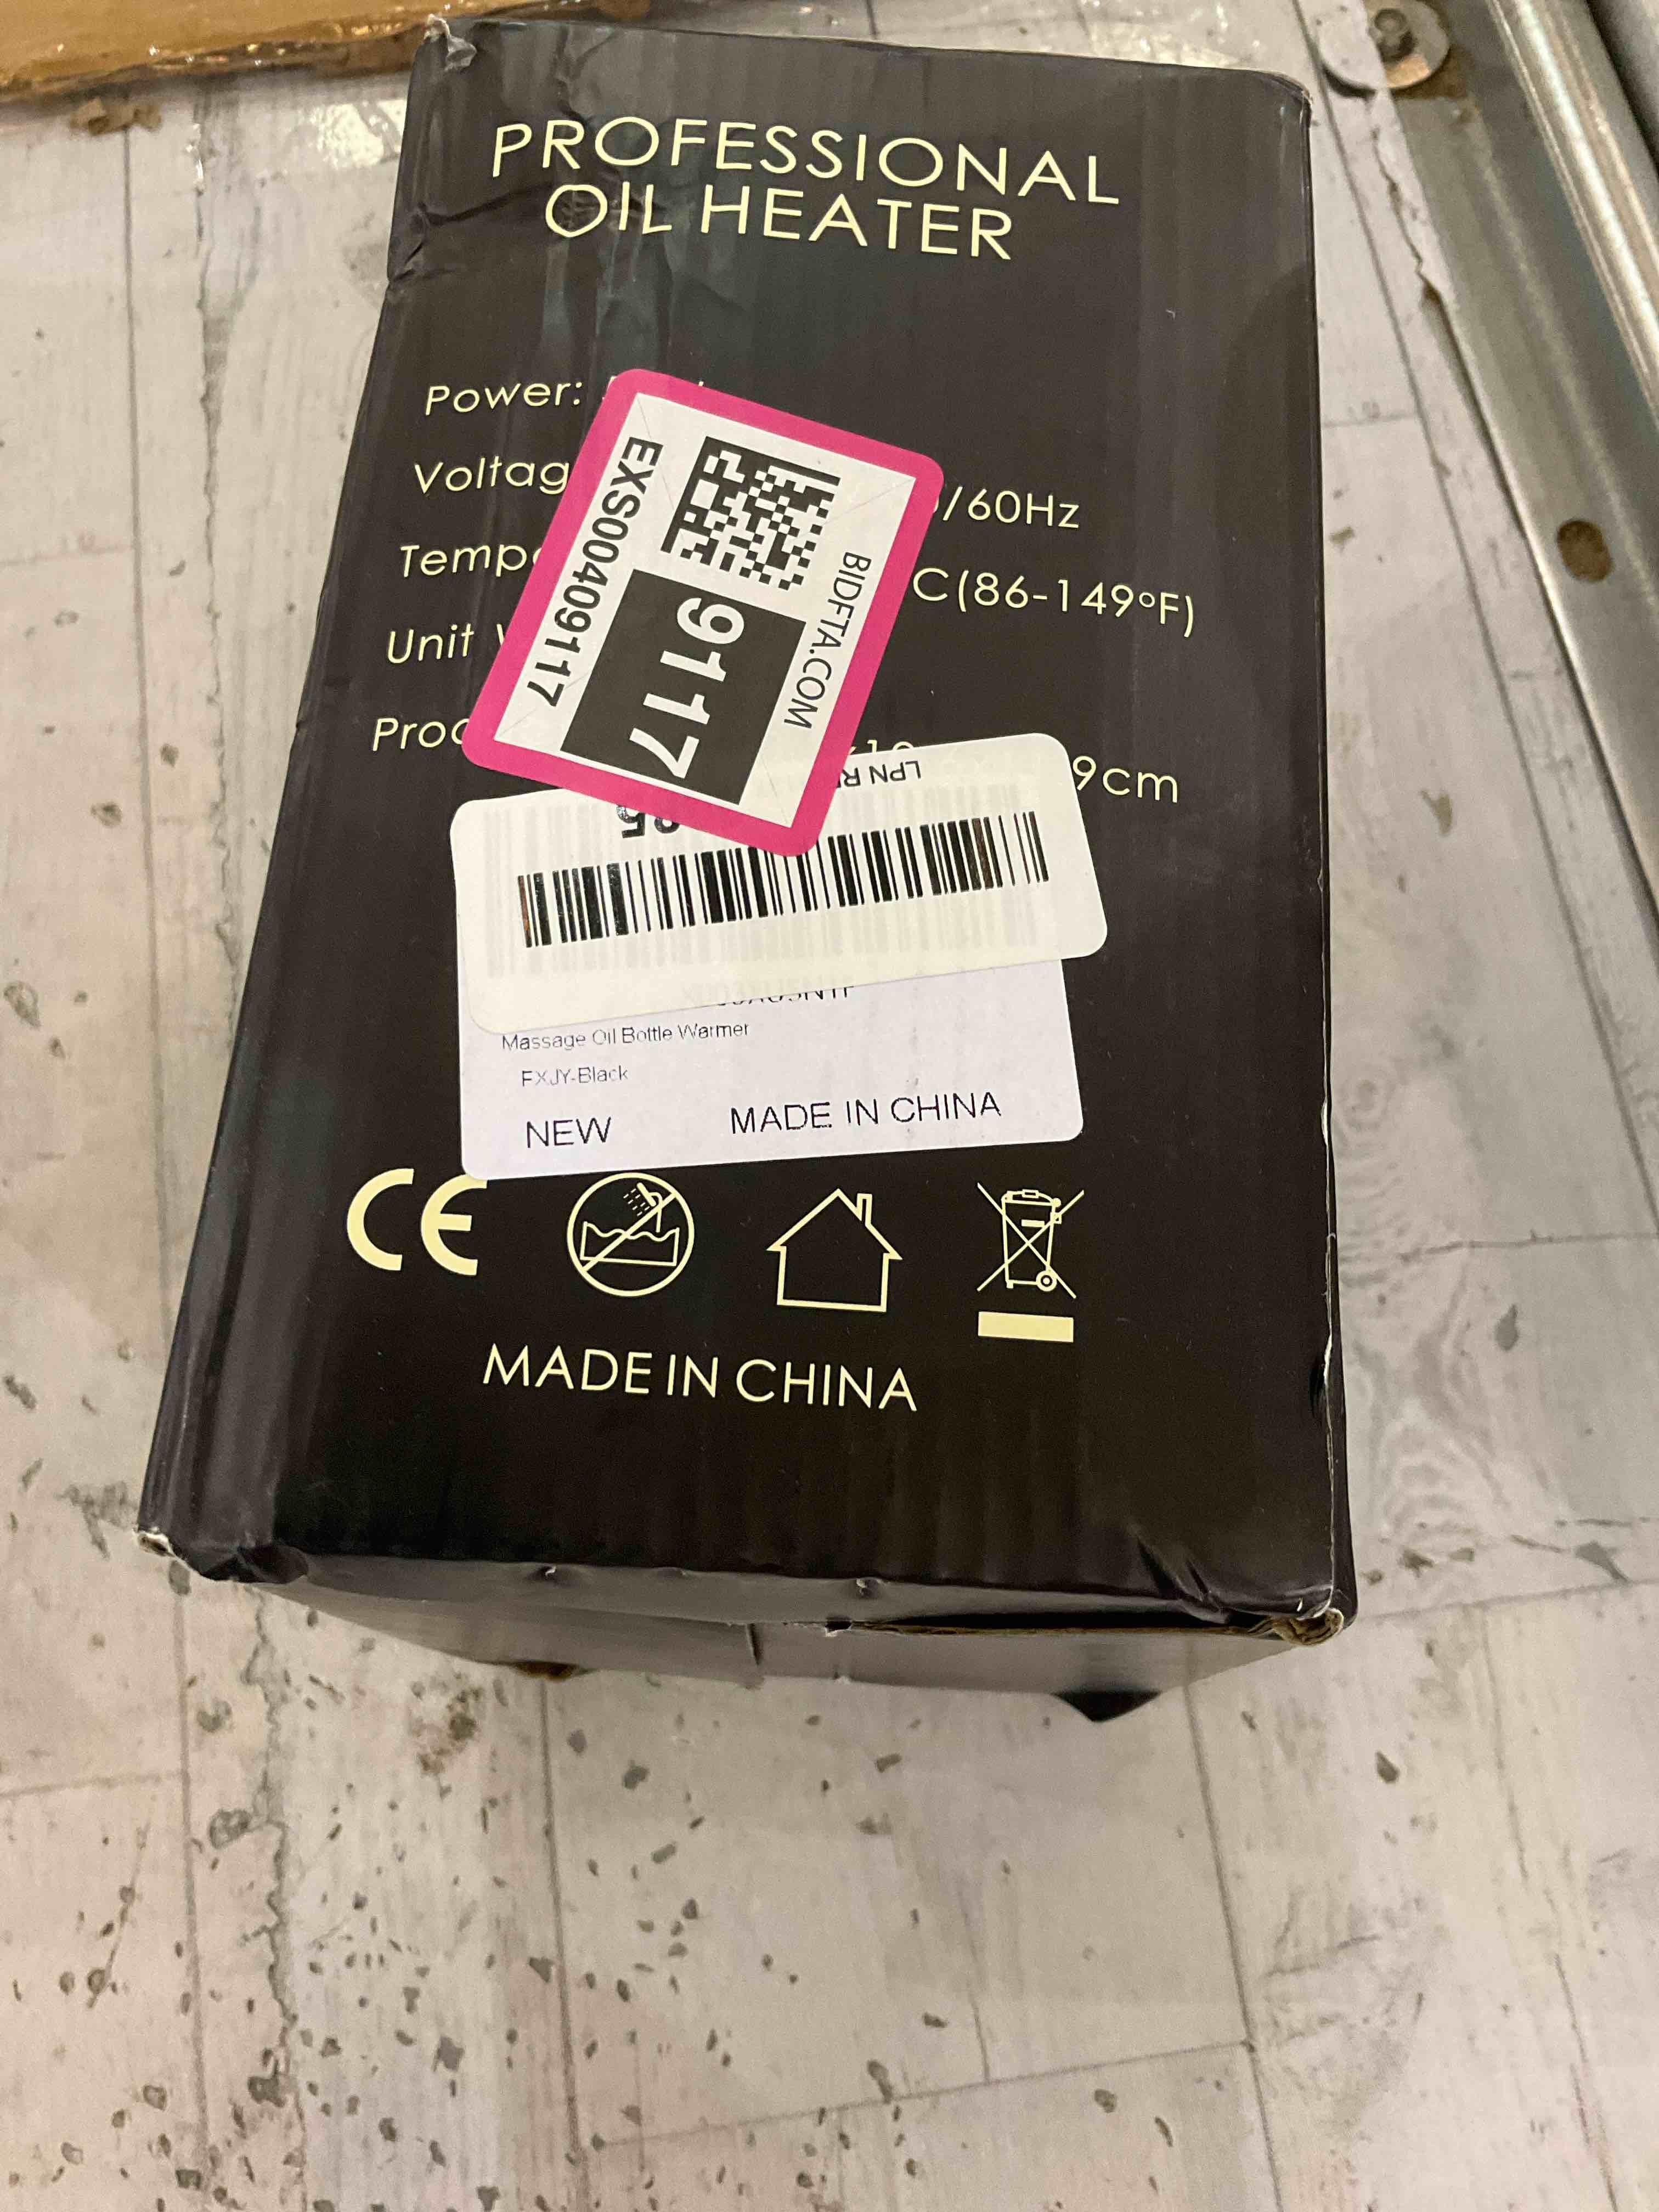 PROFESSIONAL
OIL HEATER
Power:
Voltag /60Hz
Temp C(86-149°F)
Unit
Proc 9cm
BIDFTA.COM
9117
EXS00409117
LPN
Massage Oil Bottle Warmer
FXJY-Black
NEW MADE IN CHINA
CE
MADE IN CHINA